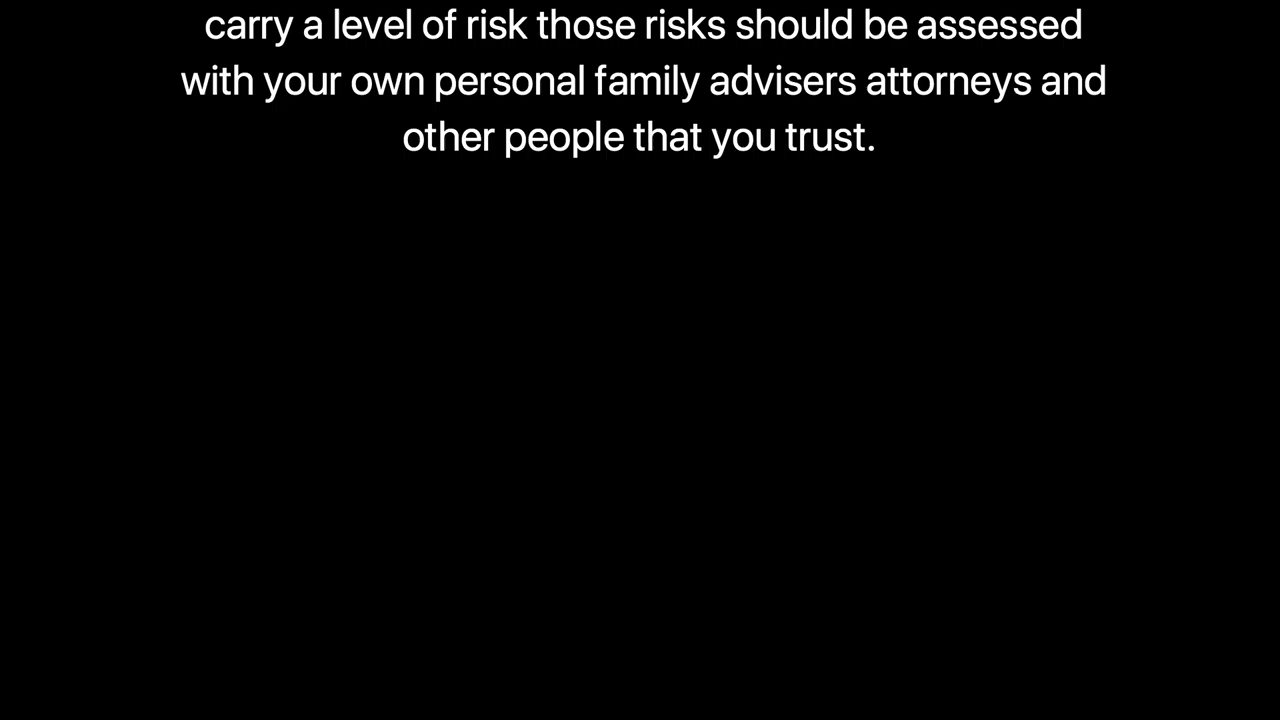 carry a level of risk those risks should be assessed
with your own personal family advisers attorneys and
other people that you trust.